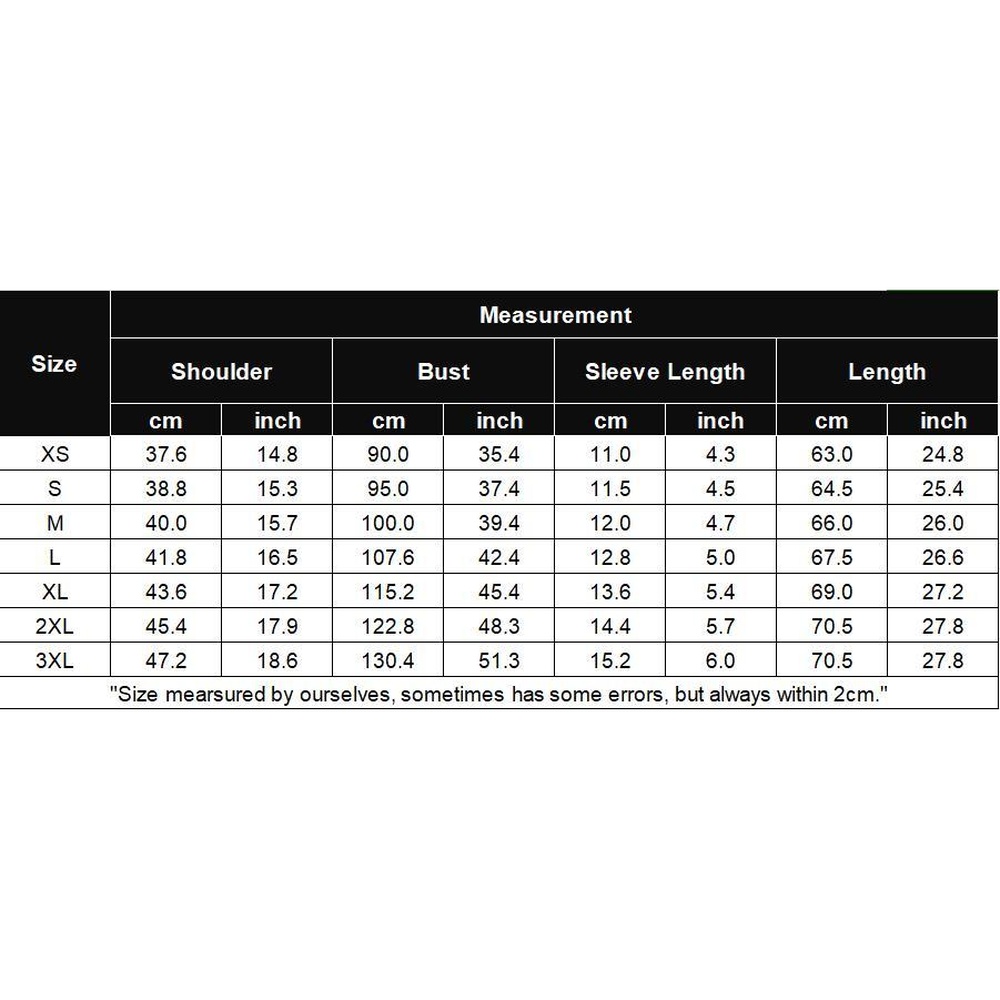 Measurement
Size
Shoulder Bust Sleeve Length Length
cm inch cm inch cm inch cm inch
XS 37.6 14.8 90.0 35.4 11.0 4.3 63.0 24.8
S 38.8 15.3 95.0 37.4 11.5 4.5 64.5 25.4
M 40.0 15.7 100.0 39.4 12.0 4.7 66.0 26.0
L 41.8 16.5 107.6 42.4 12.8 5.0 67.5 26.6
XL 43.6 17.2 115.2 45.4 13.6 5.4 69.0 27.2
2XL 45.4 17.9 122.8 48.3 14.4 5.7 70.5 27.8
3XL 47.2 18.6 130.4 51.3 15.2 6.0 70.5 27.8
"Size mearsured by ourselves, sometimes has some errors, but always within 2cm."